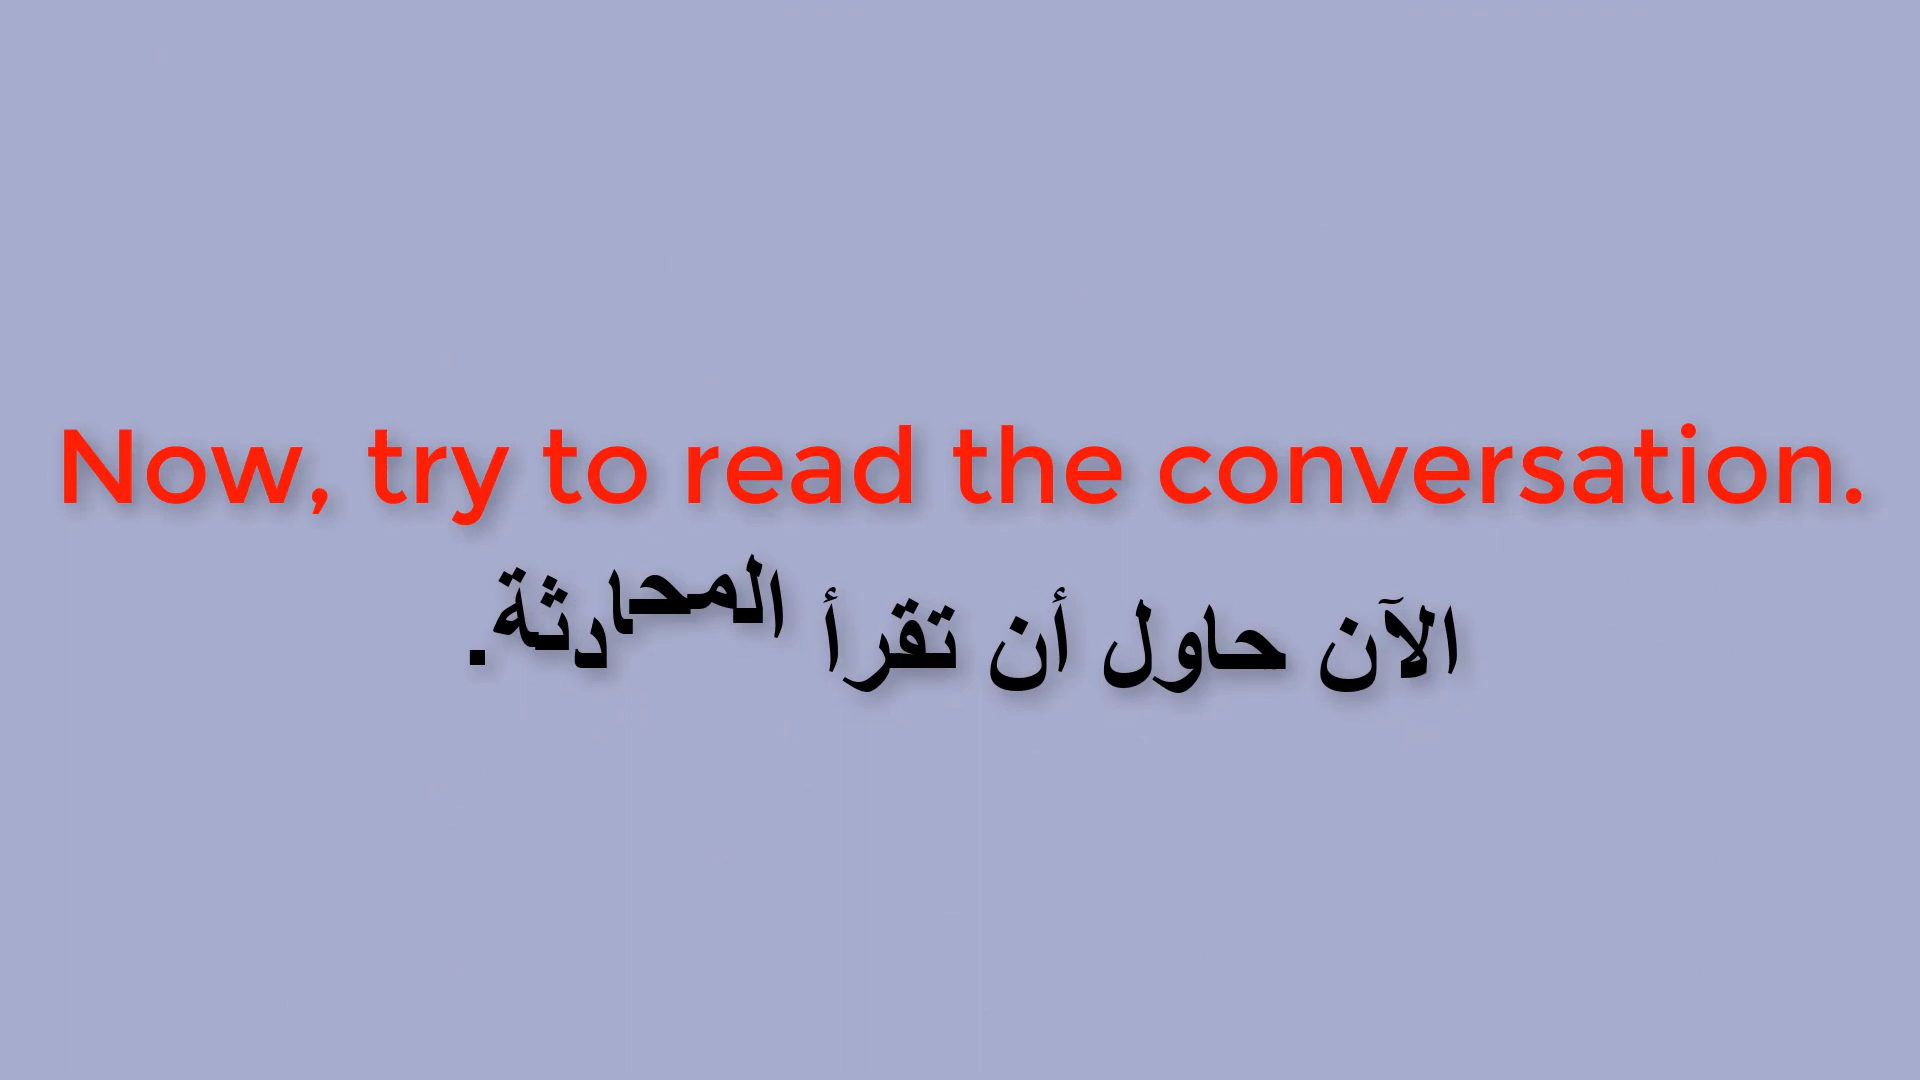 Now, try to read the conversation.
الآن حاول أن تقرأ المحادثة.